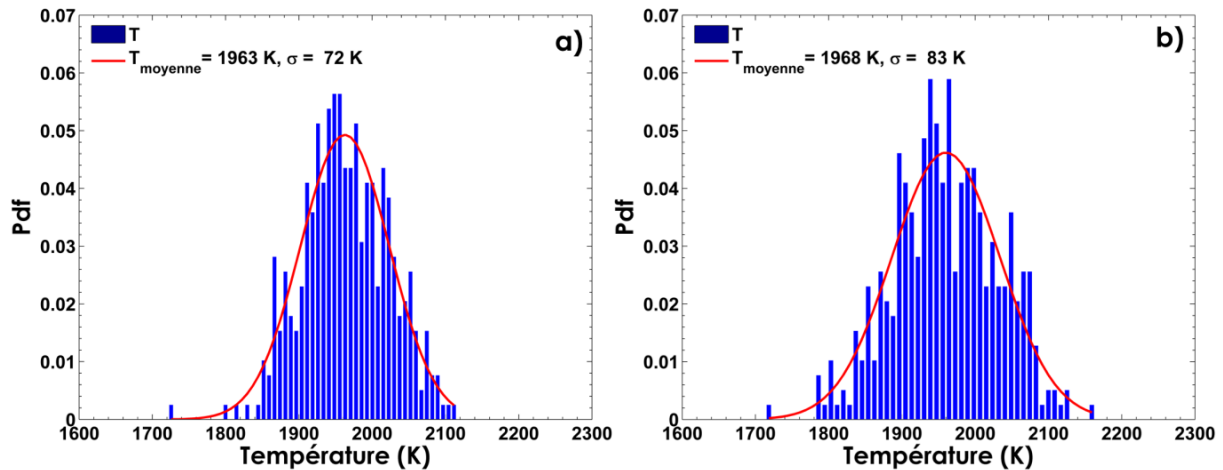 a)
T
T_moyenne = 1963 K, σ = 72 K
Pdf
0.07
0.06
0.05
0.04
0.03
0.02
0.01
0
1600 1700 1800 1900 2000 2100 2200 2300
Température (K)
b)
T
T_moyenne = 1968 K, σ = 83 K
Pdf
0.07
0.06
0.05
0.04
0.03
0.02
0.01
0
1600 1700 1800 1900 2000 2100 2200 2300
Température (K)